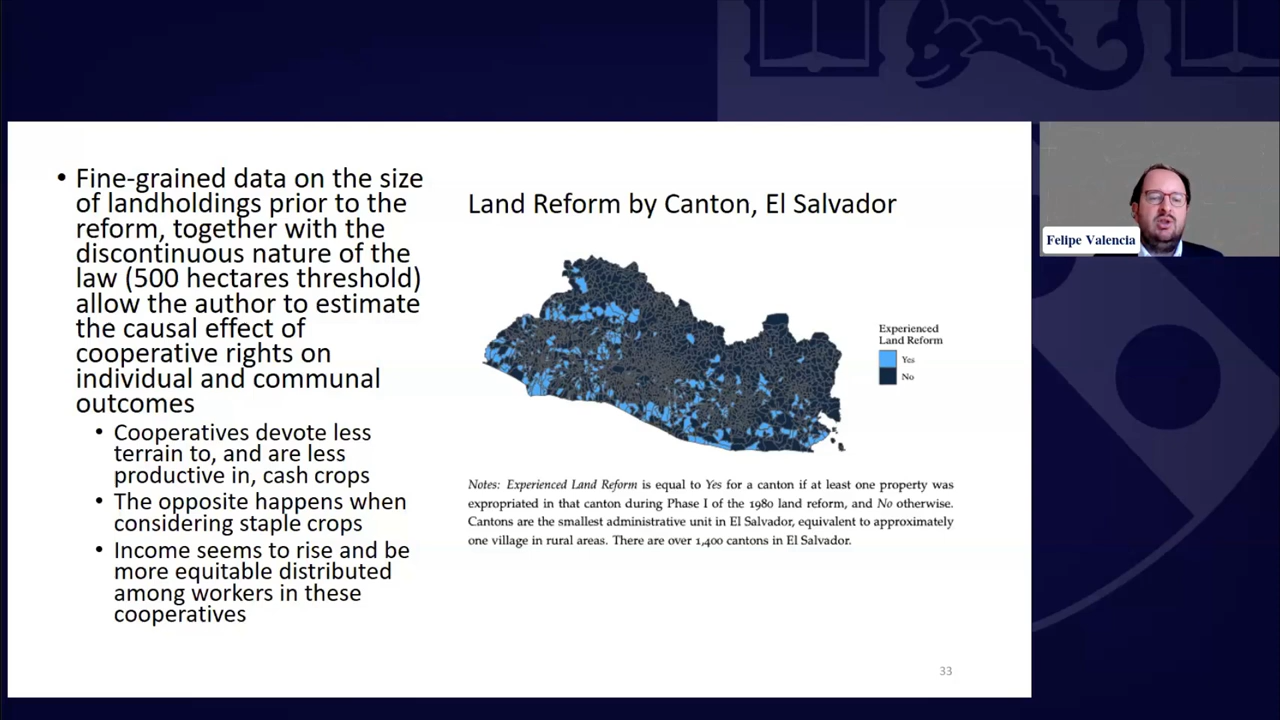 • Fine-grained data on the size
of landholdings prior to the
reform, together with the
discontinuous nature of the
law (500 hectares threshold)
allow the author to estimate
the causal effect of
cooperative rights on
individual and communal
outcomes
• Cooperatives devote less
terrain to, and are less
productive in, cash crops
• The opposite happens when
considering staple crops
• Income seems to rise and be
more equitable distributed
among workers in these
cooperatives
Land Reform by Canton, El Salvador
Experienced
Land Reform
Yes
No
Notes: Experienced Land Reform is equal to Yes for a canton if at least one property was
expropriated in that canton during Phase I of the 1980 land reform, and No otherwise.
Cantons are the smallest administrative unit in El Salvador, equivalent to approximately
one village in rural areas. There are over 1,400 cantons in El Salvador.
33
Felipe Valencia